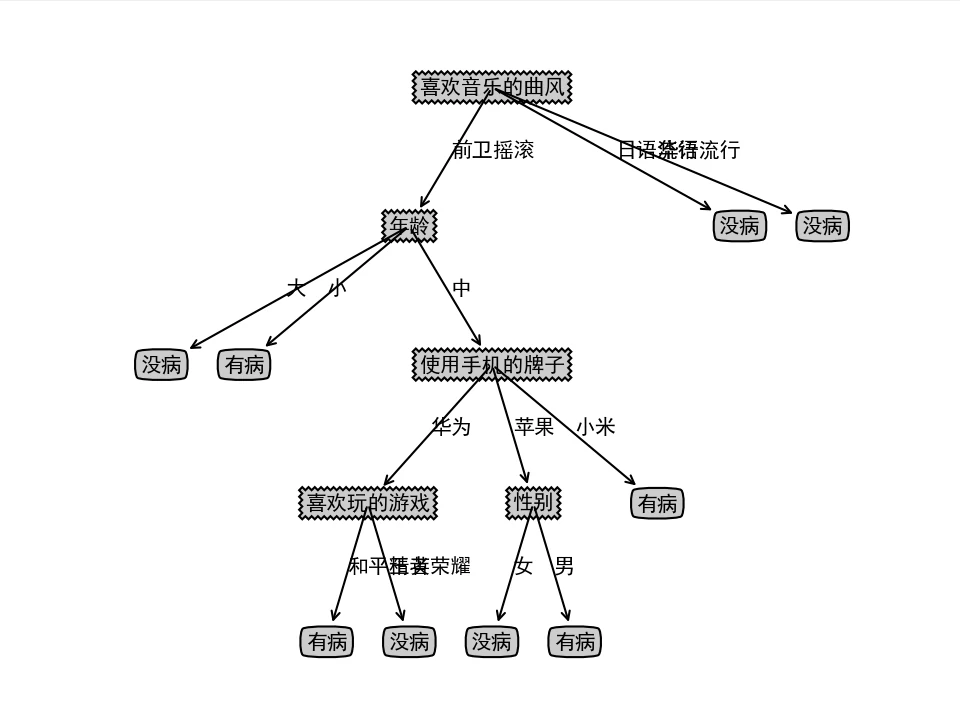 喜欢音乐的曲风
前卫摇滚
日语流行
华语流行
年龄
没病
没病
大
小
中
没病
有病
使用手机的牌子
华为
苹果
小米
喜欢玩的游戏
性别
有病
和平精英
王者荣耀
女
男
有病
没病
没病
有病